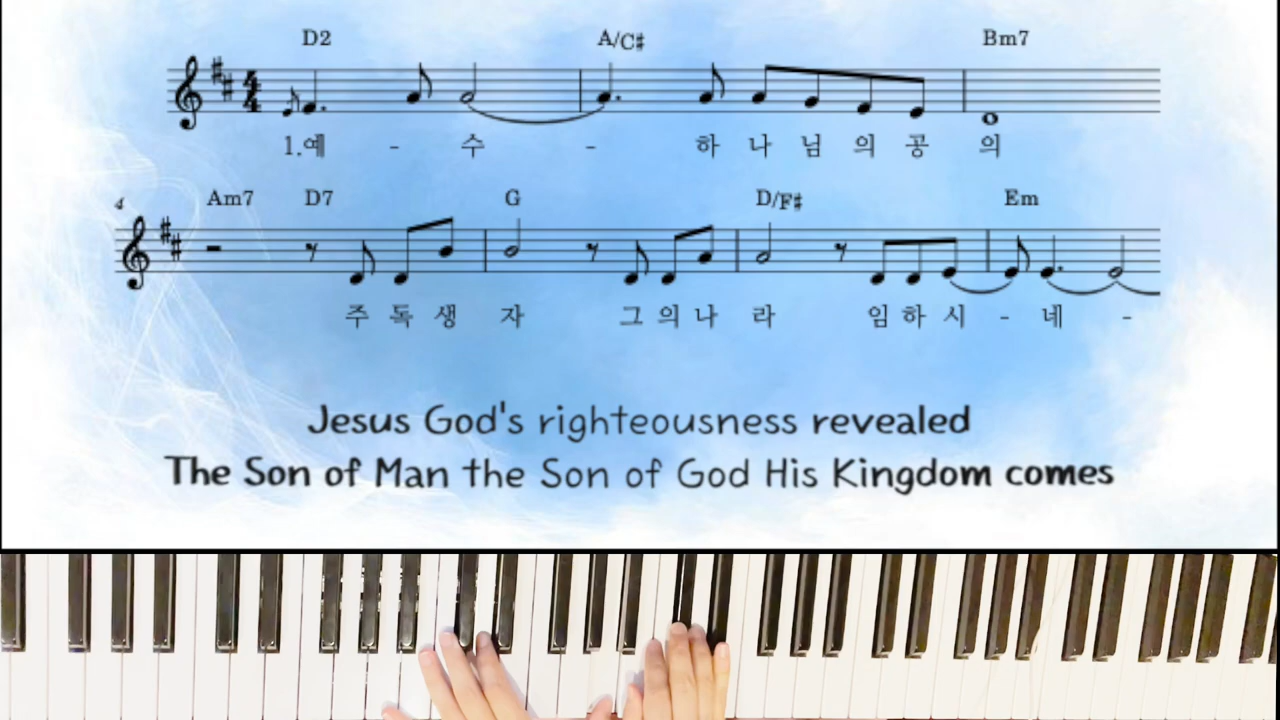 D2 A/C♯ Bm7
1.예 - 수 - 하 나 님 의 공 의
4
Am7 D7 G D/F♯ Em
주 독 생 자 그 의 나 라 임 하 시 - 네 -
Jesus God's righteousness revealed
The Son of Man the Son of God His Kingdom comes